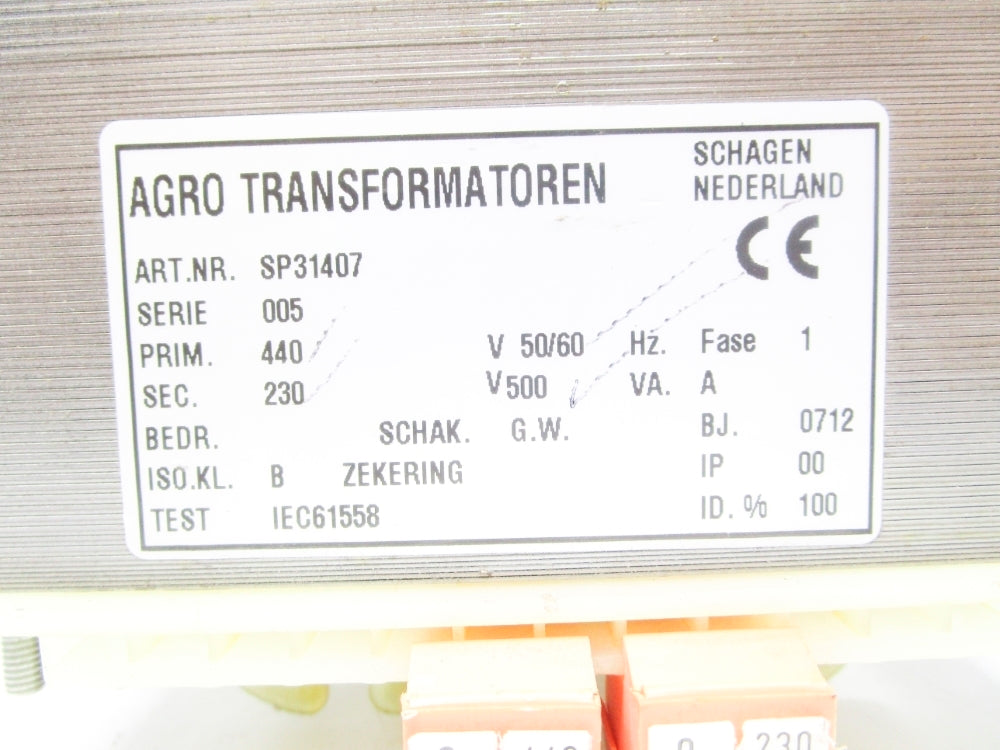 AGRO TRANSFORMATOREN
SCHAGEN
NEDERLAND
CE
ART.NR. SP31407
SERIE 005
PRIM. 440 V 50/60 Hz. Fase 1
SEC. 230 V 500 VA. A
BEDR. SCHAK. G.W. BJ. 0712
ISO.KL. B ZEKERING IP 00
TEST IEC61558 ID.% 100
0 230